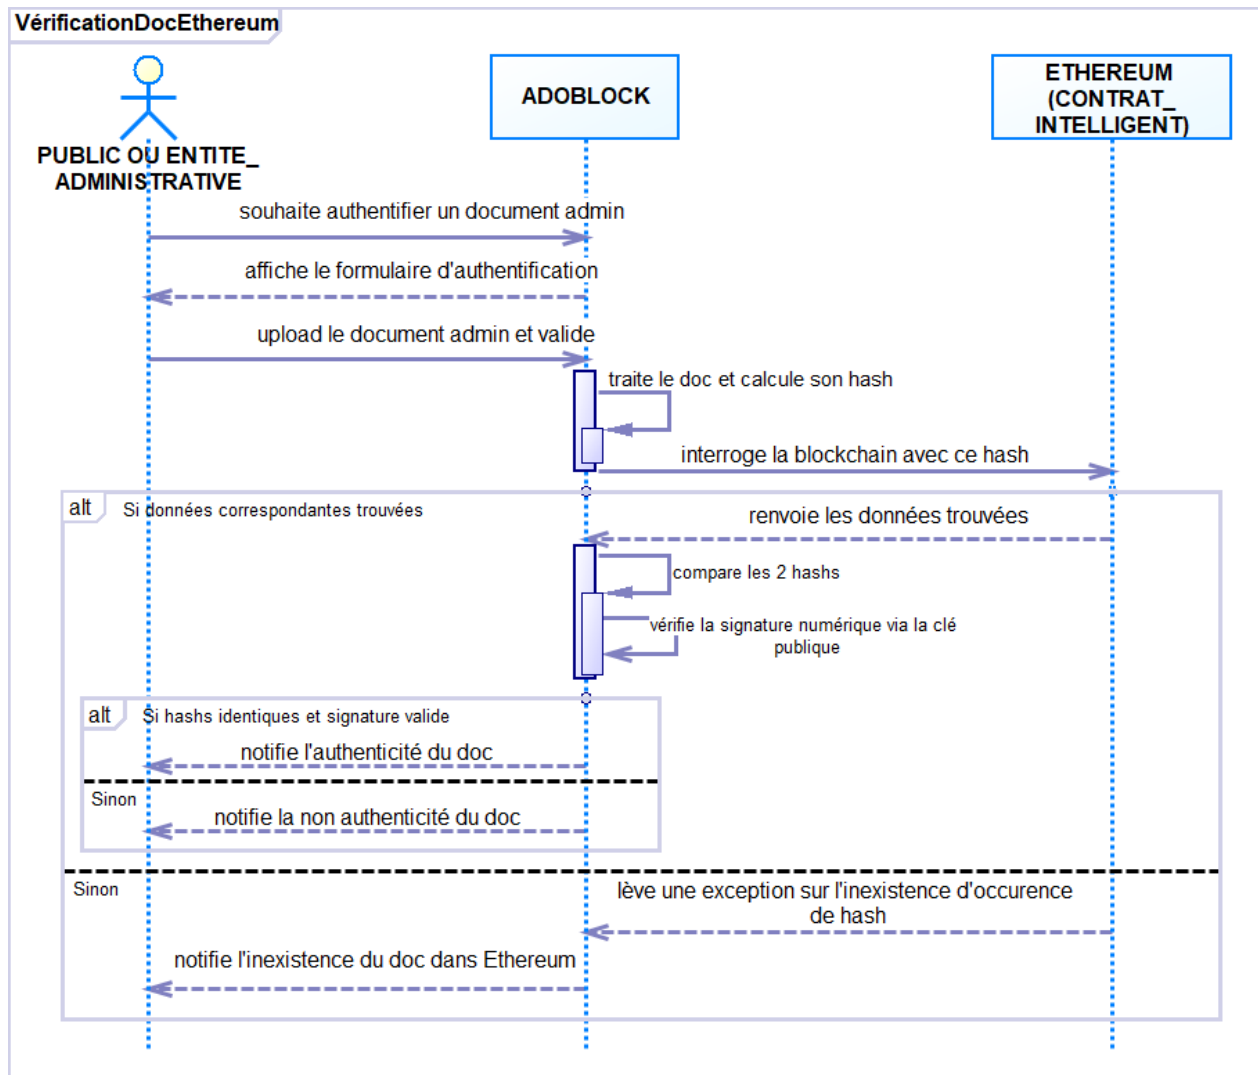 VérificationDocEthereum
PUBLIC OU ENTITE_
ADMINISTRATIVE
ADOBLOCK
ETHEREUM
(CONTRAT_
INTELLIGENT)
souhaite authentifier un document admin
affiche le formulaire d'authentification
upload le document admin et valide
traite le doc et calcule son hash
interroge la blockchain avec ce hash
alt
Si données correspondantes trouvées
renvoie les données trouvées
compare les 2 hashs
vérifie la signature numérique via la clé
publique
alt
Si hashs identiques et signature valide
notifie l'authenticité du doc
Sinon
notifie la non authenticité du doc
Sinon
lève une exception sur l'inexistence d'occurence
de hash
notifie l'inexistence du doc dans Ethereum